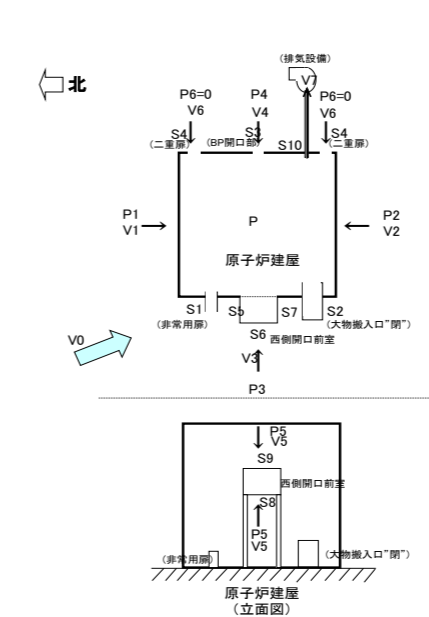 (排気設備)
北
V7
P6=0
V6
P4
V4
P6=0
V6
S4
(二重扉)
S3
(BP開口部)
S10
S4
(二重扉)
P1
V1
P
P2
V2
原子炉建屋
S1
(非常用扉)
S5
S7
S2
(大物搬入口"閉")
S6
西側開口前室
V0
V3
P3
P5
V5
S9
西側開口前室
S8
P5
V5
(非常用扉)
(大物搬入口"閉")
原子炉建屋
(立面図)